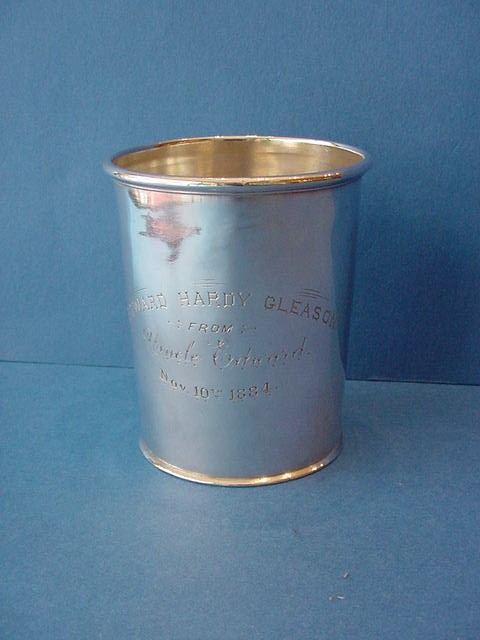 WARD HARDY GLEASON
FROM
Uncle Edward.
Nov. 10th 1884